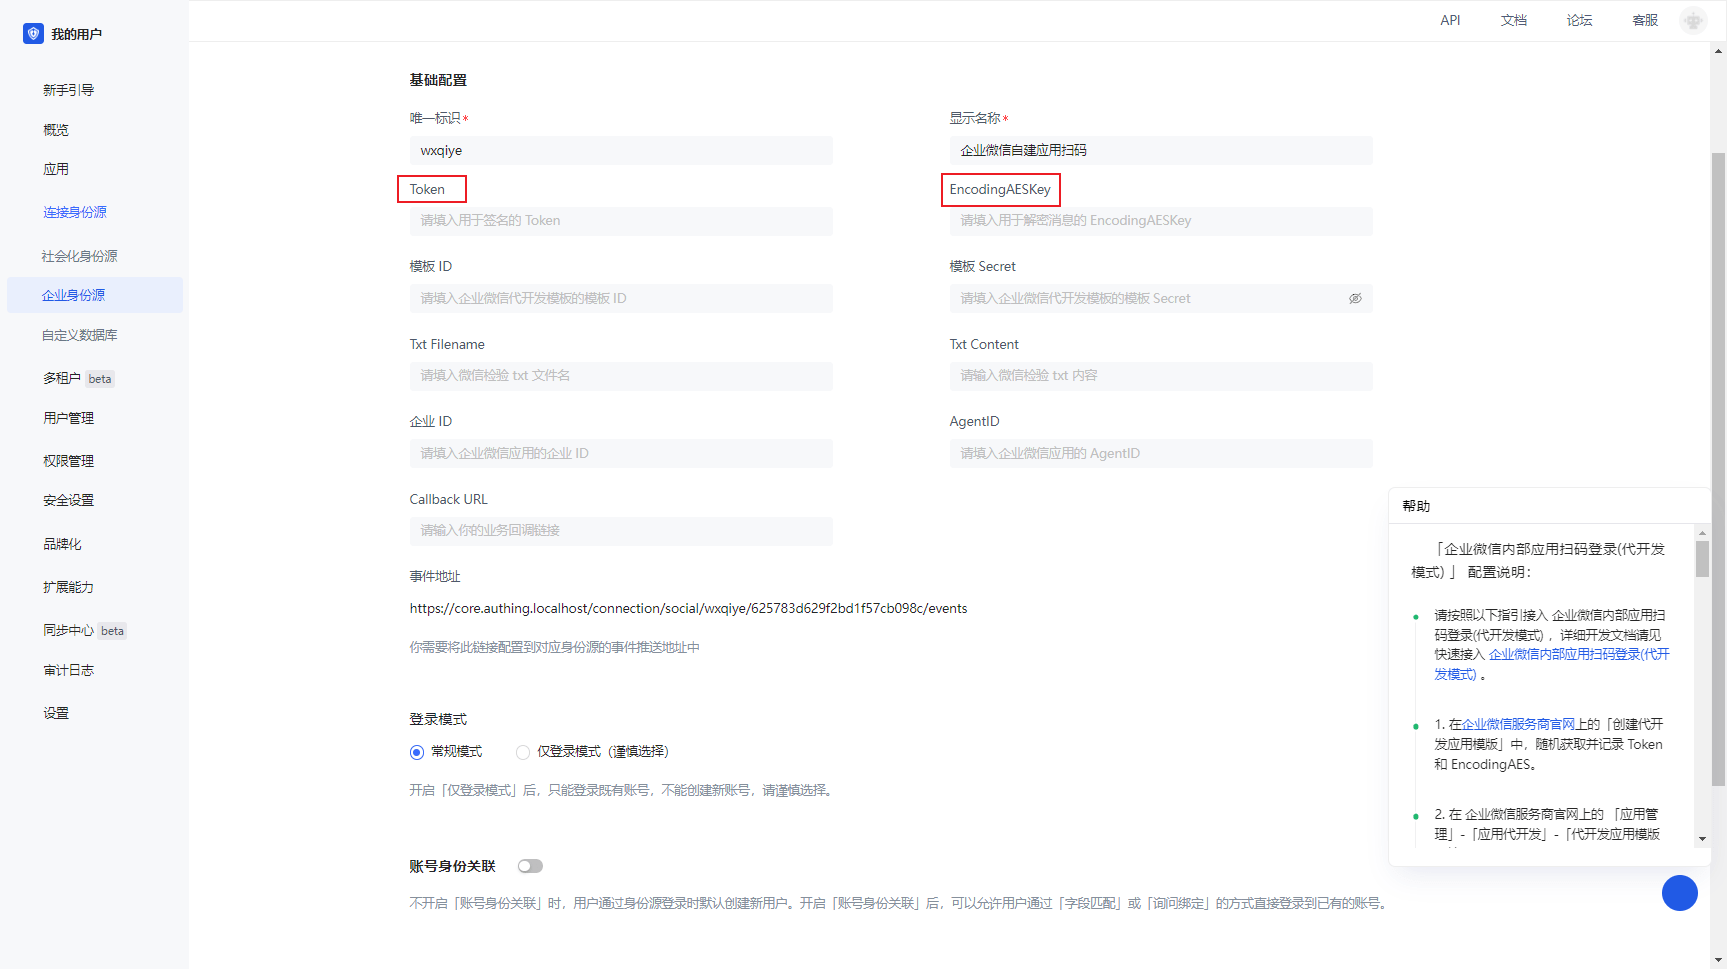 我的用户
API
文档
论坛
客服
新手引导
概览
应用
连接身份源
社会化身份源
企业身份源
自定义数据库
多租户 beta
用户管理
权限管理
安全设置
品牌化
扩展能力
同步中心 beta
审计日志
设置
基础配置
唯一标识*
显示名称*
wxqiye
企业微信自建应用扫码
Token
EncodingAESKey
请填入用于签名的 Token
请填入用于解密消息的 EncodingAESKey
模板 ID
模板 Secret
请填入企业微信代开发模板的模板 ID
请填入企业微信代开发模板的模板 Secret
Txt Filename
Txt Content
请填入微信检验 txt 文件名
请输入微信检验 txt 内容
企业 ID
AgentID
请填入企业微信应用的企业 ID
请填入企业微信应用的 AgentID
Callback URL
请输入你的业务回调链接
事件地址
https://core.authing.localhost/connection/social/wxqiye/625783d629f2bd1f57cb098c/events
你需要将此链接配置到对应身份源的事件推送地址中
登录模式
常规模式
仅登录模式（谨慎选择）
开启「仅登录模式」后，只能登录既有账号，不能创建新账号，请谨慎选择。
账号身份关联
不开启「账号身份关联」时，用户通过身份源登录时默认创建新用户。开启「账号身份关联」后，可以允许用户通过「字段匹配」或「询问绑定」的方式直接登录到已有的账号。
帮助
「企业微信内部应用扫码登录(代开发
模式) 」 配置说明：
请按照以下指引接入 企业微信内部应用扫
码登录(代开发模式) ，详细开发文档请见
快速接入 企业微信内部应用扫码登录(代开
发模式) 。
1. 在企业微信服务商官网上的「创建代开
发应用模版」中，随机获取并记录 Token
和 EncodingAES。
2. 在 企业微信服务商官网上的 「应用管
理」-「应用代开发」-「代开发应用模版